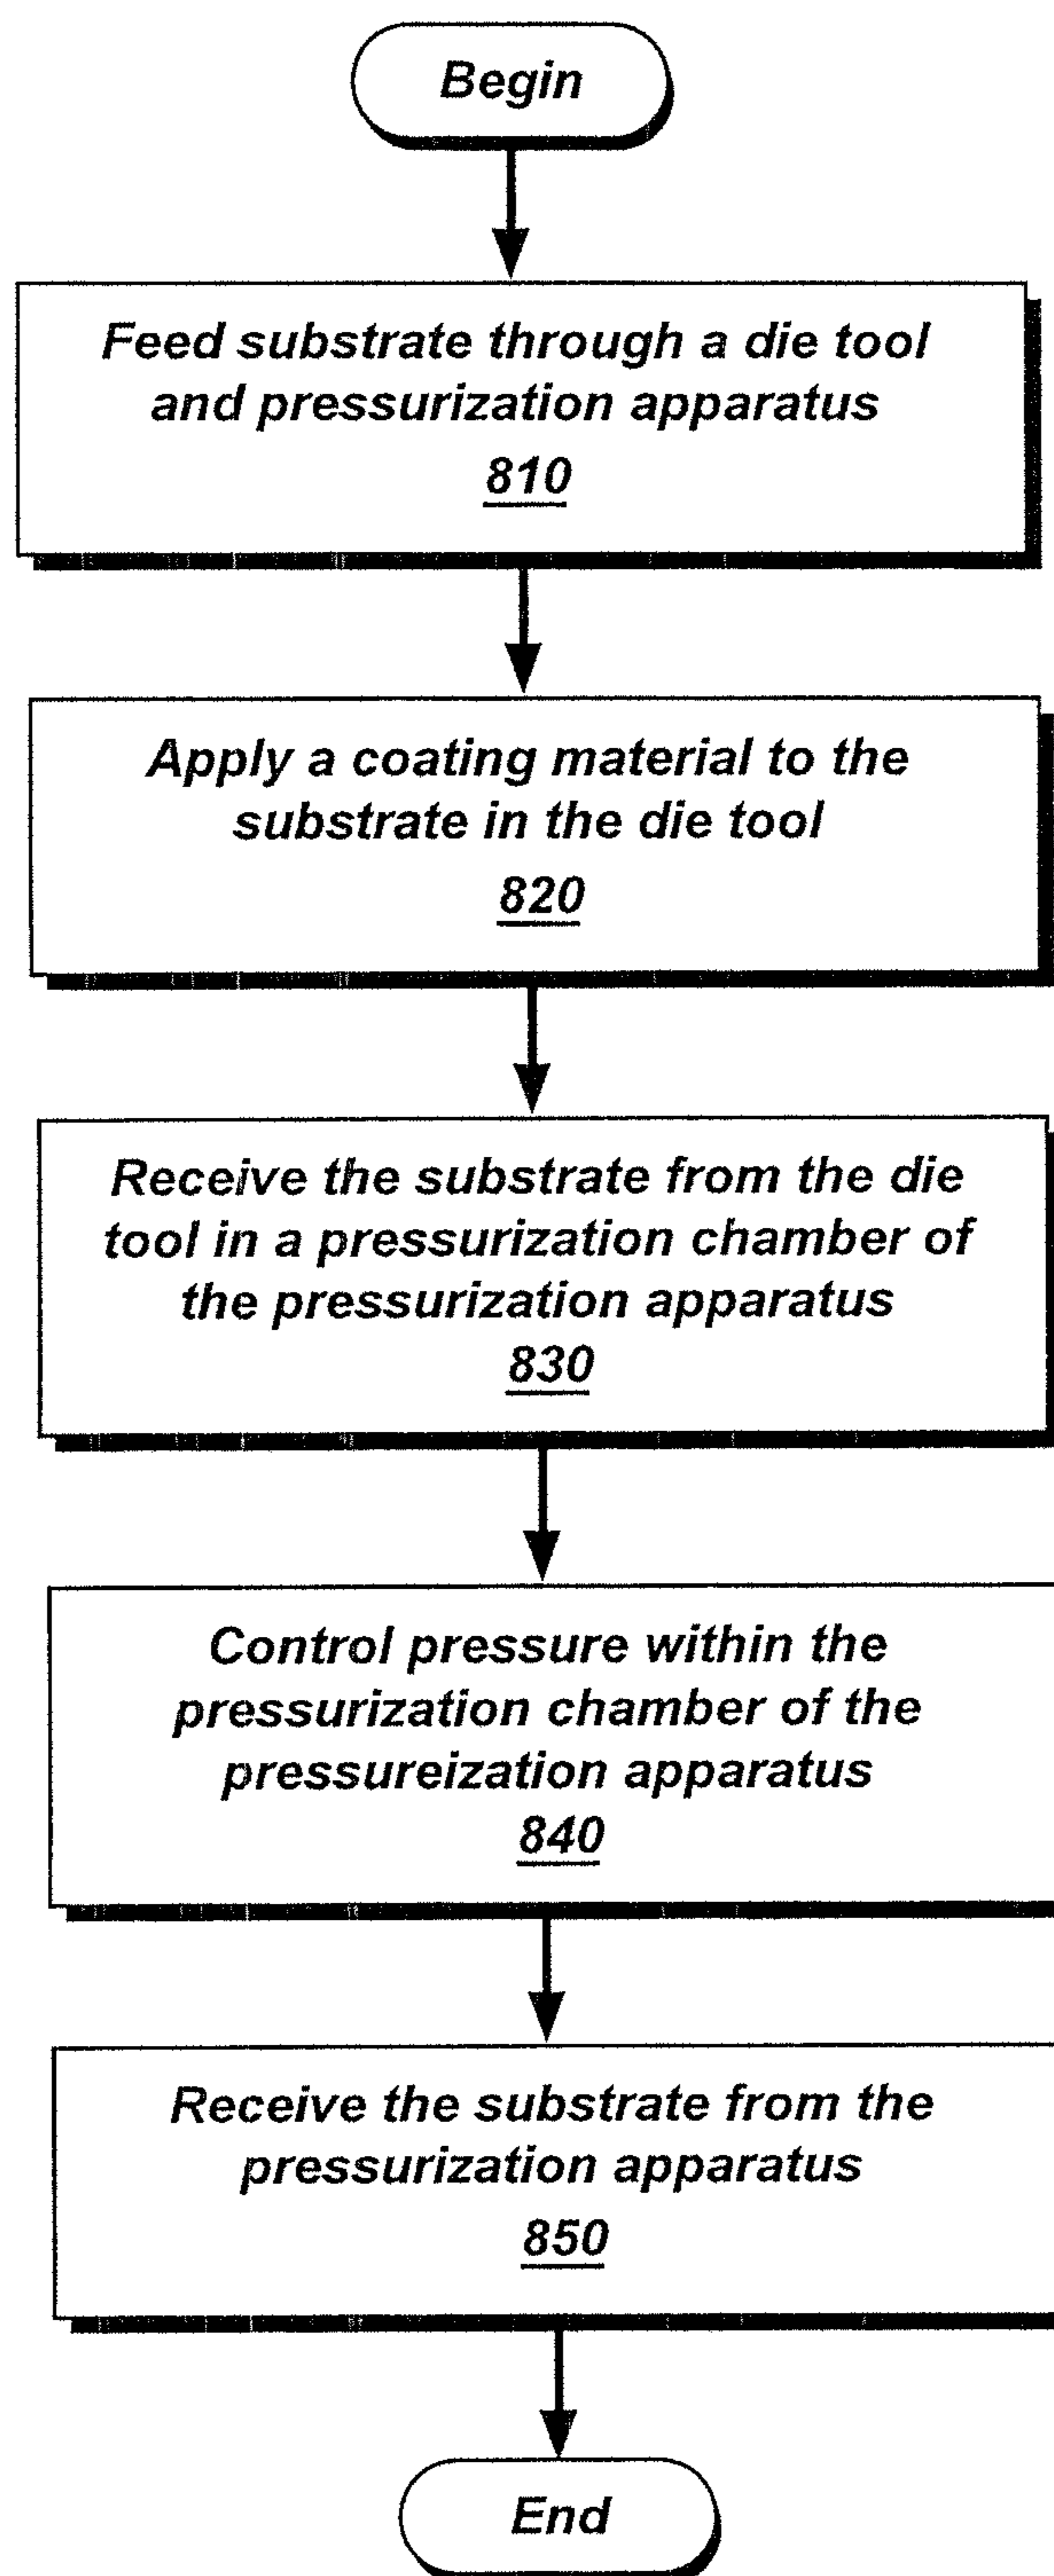 Begin
Feed substrate through a die tool
and pressurization apparatus
810
Apply a coating material to the
substrate in the die tool
820
Receive the substrate from the die
tool in a pressurization chamber of
the pressurization apparatus
830
Control pressure within the
pressurization chamber of the
pressureization apparatus
840
Receive the substrate from the
pressurization apparatus
850
End